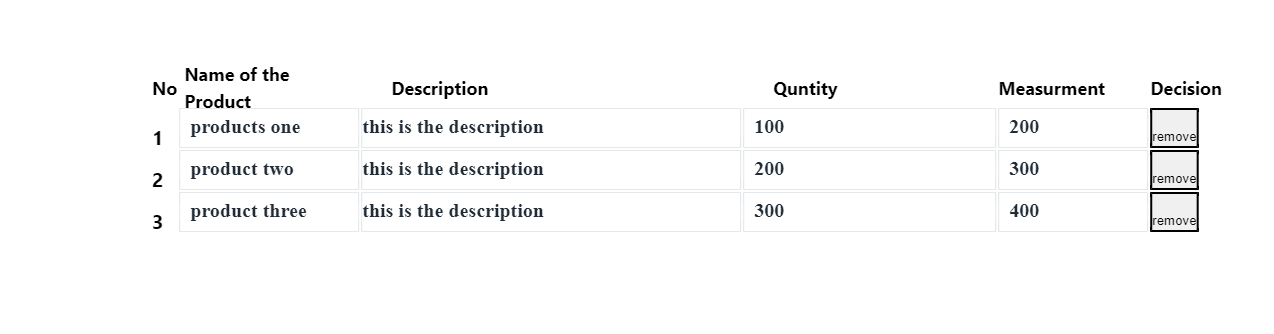 No Name of the Product Description Quntity Measurment Decision
1 products one this is the description 100 200 remove
2 product two this is the description 200 300 remove
3 product three this is the description 300 400 remove